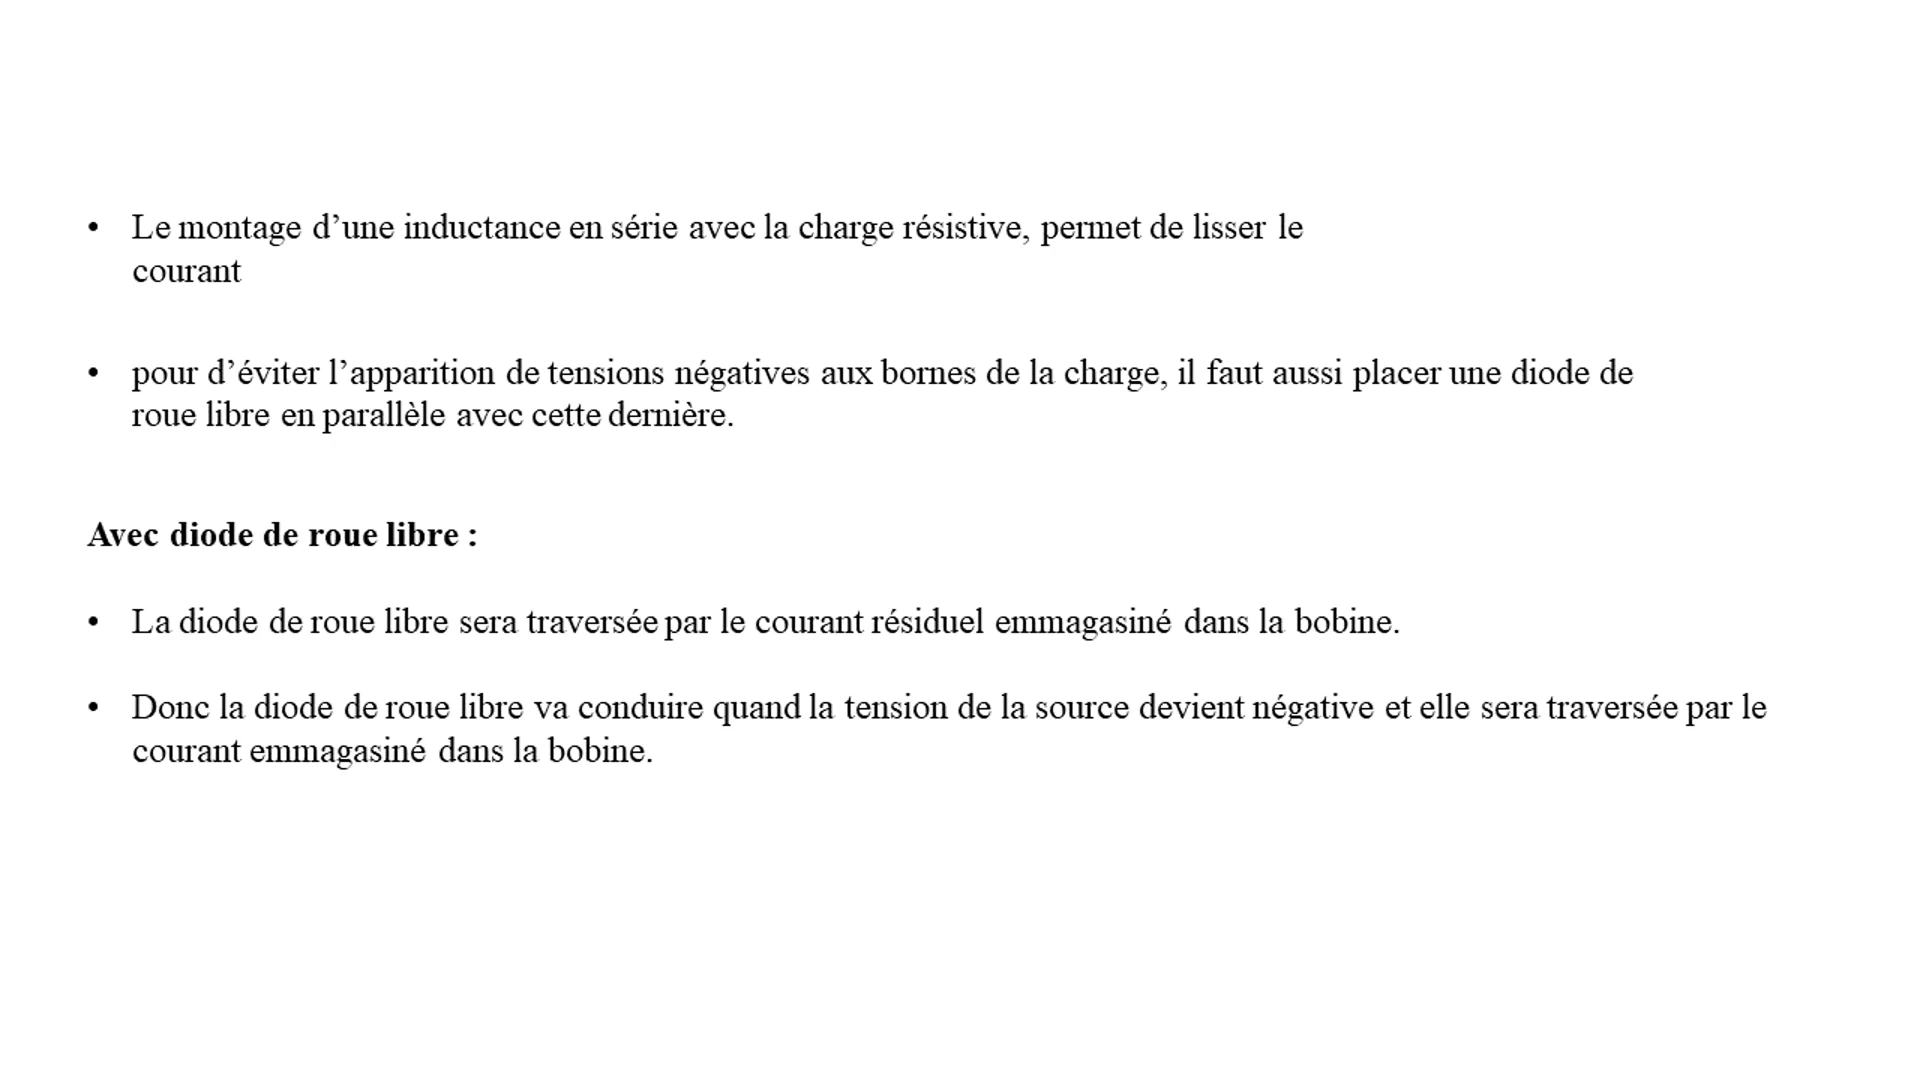 • Le montage d’une inductance en série avec la charge résistive, permet de lisser le
courant
• pour d’éviter l’apparition de tensions négatives aux bornes de la charge, il faut aussi placer une diode de
roue libre en parallèle avec cette dernière.
Avec diode de roue libre :
• La diode de roue libre sera traversée par le courant résiduel emmagasiné dans la bobine.
• Donc la diode de roue libre va conduire quand la tension de la source devient négative et elle sera traversée par le
courant emmagasiné dans la bobine.